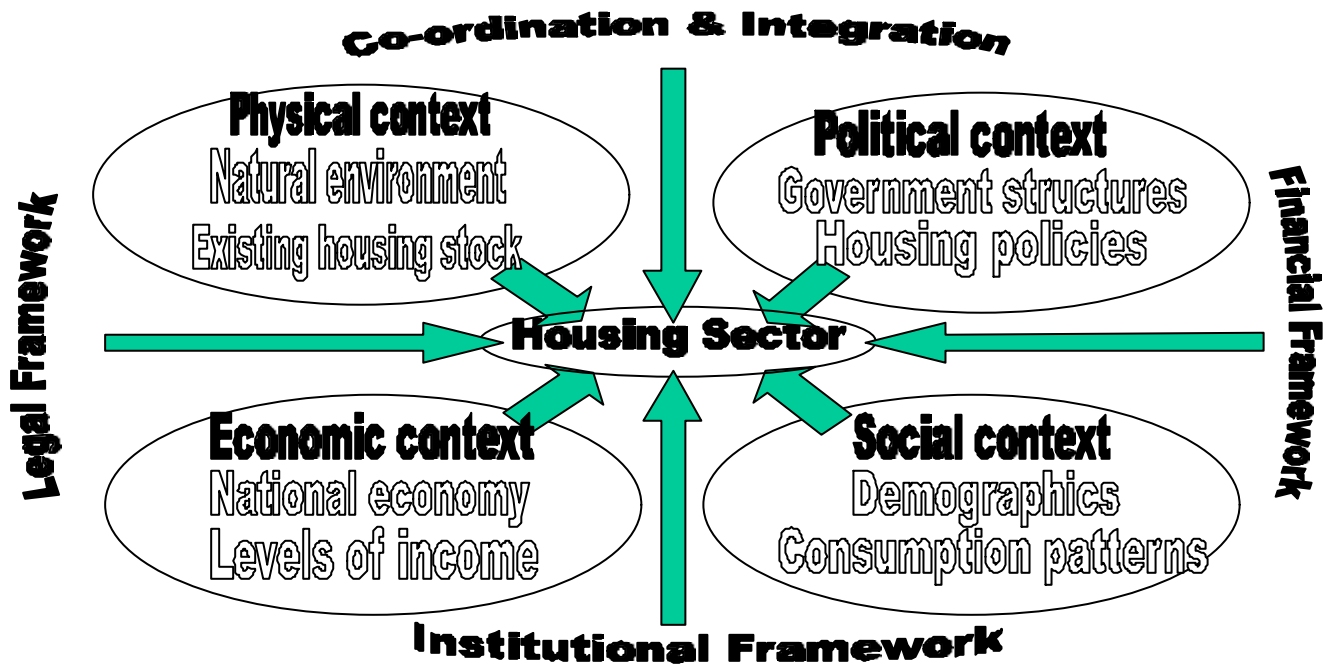 Co-ordination & Integration
Physical context
Natural environment
Existing housing stock
Political context
Government structures
Housing policies
Legal Framework
Financial Framework
Housing Sector
Economic context
National economy
Levels of income
Social context
Demographics
Consumption patterns
Institutional Framework